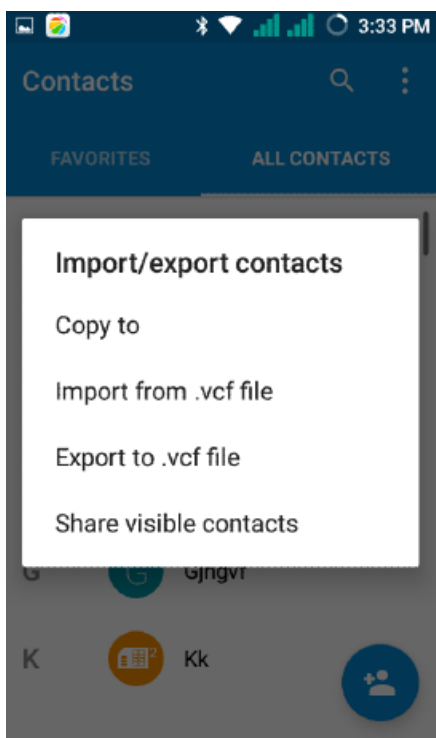 3:33 PM
Contacts
FAVORITES
ALL CONTACTS
Import/export contacts
Copy to
Import from .vcf file
Export to .vcf file
Share visible contacts
G
G
K
2
Kk